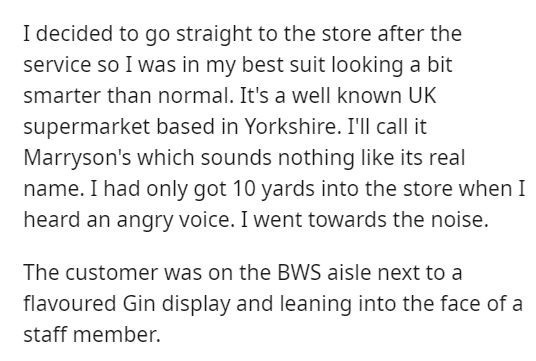 I decided to go straight to the store after the
service so I was in my best suit looking a bit
smarter than normal. It's a well known UK
supermarket based in Yorkshire. I'll call it
Marryson's which sounds nothing like its real
name. I had only got 10 yards into the store when I
heard an angry voice. I went towards the noise.
The customer was on the BWS aisle next to a
flavoured Gin display and leaning into the face of a
staff member.